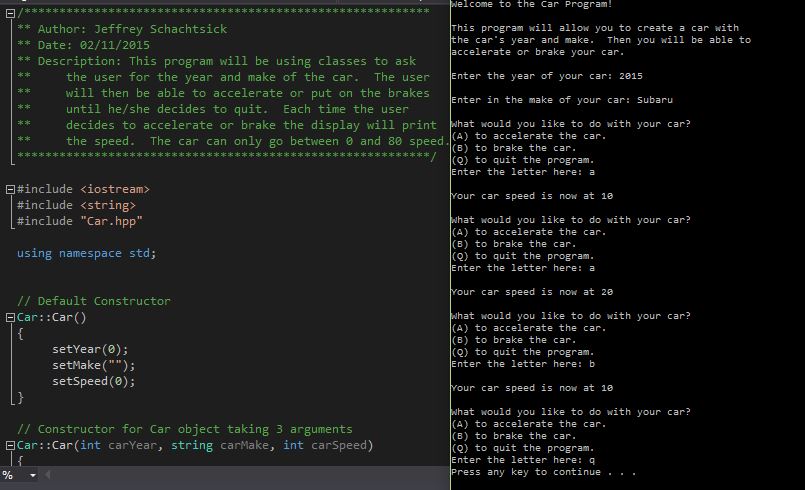 /***********************************************************
** Author: Jeffrey Schachtsick
** Date: 02/11/2015
** Description: This program will be using classes to ask
**     the user for the year and make of the car.  The user
**     will then be able to accelerate or put on the brakes
**     until he/she decides to quit.  Each time the user
**     decides to accelerate or brake the display will print
**     the speed.  The car can only go between 0 and 80 speed.
***********************************************************/
#include <iostream>
#include <string>
#include "Car.hpp"
using namespace std;
// Default Constructor
Car::Car()
{
     setYear(0);
     setMake("");
     setSpeed(0);
}
// Constructor for Car object taking 3 arguments
Car::Car(int carYear, string carMake, int carSpeed)
{
%
Welcome to the Car Program!
This program will allow you to create a car with
the car's year and make.  Then you will be able to
accelerate or brake your car.
Enter the year of your car: 2015
Enter in the make of your car: Subaru
What would you like to do with your car?
(A) to accelerate the car.
(B) to brake the car.
(Q) to quit the program.
Enter the letter here: a
Your car speed is now at 10
What would you like to do with your car?
(A) to accelerate the car.
(B) to brake the car.
(Q) to quit the program.
Enter the letter here: a
Your car speed is now at 20
What would you like to do with your car?
(A) to accelerate the car.
(B) to brake the car.
(Q) to quit the program.
Enter the letter here: b
Your car speed is now at 10
What would you like to do with your car?
(A) to accelerate the car.
(B) to brake the car.
(Q) to quit the program.
Enter the letter here: q
Press any key to continue . . .